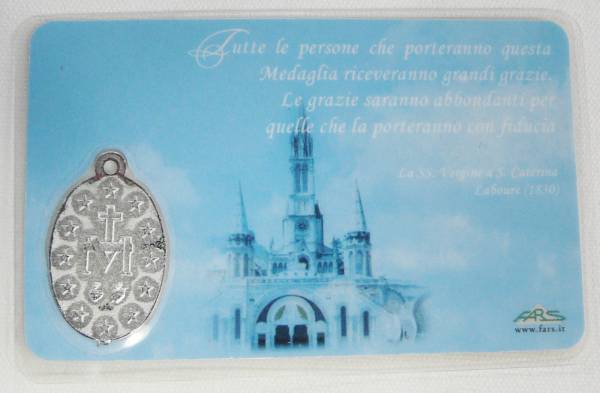 Tutte le persone che porteranno questa
Medaglia riceveranno grandi grazie.
Le grazie saranno abbondanti per
quelle che la porteranno con fiducia
La SS. Vergine a S. Caterina
Laboure (1830)
FARS
www.fars.it